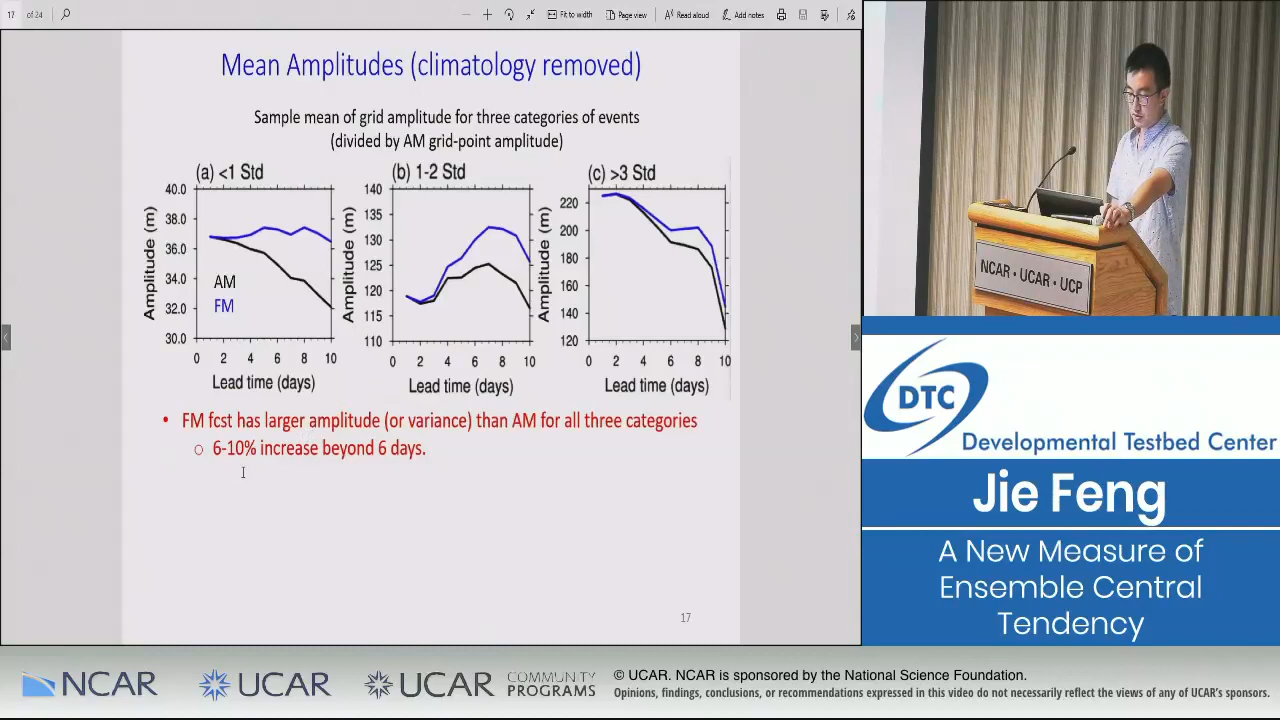 17 of 24
Fit to width
Page view
Read aloud
Add notes
Mean Amplitudes (climatology removed)
Sample mean of grid amplitude for three categories of events
(divided by AM grid-point amplitude)
(a) <1 Std
(b) 1-2 Std
(c) >3 Std
Amplitude (m)
40.0
38.0
36.0
34.0
32.0
30.0
AM
FM
0 2 4 6 8 10
Lead time (days)
Amplitude (m)
140
135
130
125
120
115
110
0 2 4 6 8 10
Lead time (days)
Amplitude (m)
220
200
180
160
140
120
0 2 4 6 8 10
Lead time (days)
• FM fcst has larger amplitude (or variance) than AM for all three categories
○ 6-10% increase beyond 6 days.
17
NCAR · UCAR · UCP
DTC
Developmental Testbed Center
Jie Feng
A New Measure of
Ensemble Central
Tendency
NCAR
UCAR
UCAR
COMMUNITY
PROGRAMS
© UCAR. NCAR is sponsored by the National Science Foundation.
Opinions, findings, conclusions, or recommendations expressed in this video do not necessarily reflect the views of any of UCAR's sponsors.